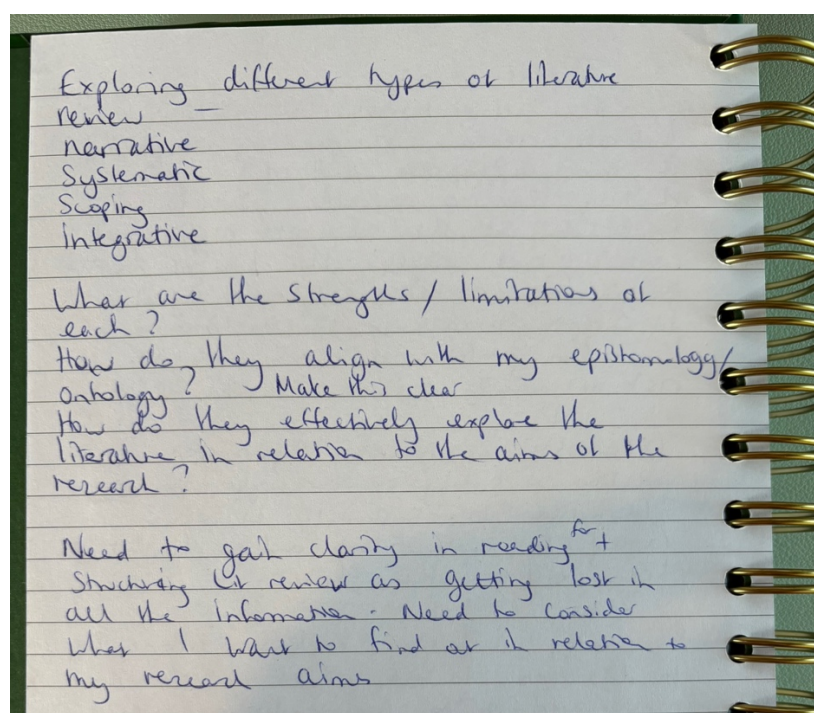 Exploring different types of literature
review -
narrative
Systematic
Scoping
integrative
What are the strengths / limitations of
each?
How do they align with my epistomology/
Ontology? Make this clear
How do they effectively explore the
literature in relation to the aims of the
research?
Need to gain clarity in reading for +
Structuring lit review as getting lost in
all the information. Need to consider
what I want to find out in relation to
my research aims